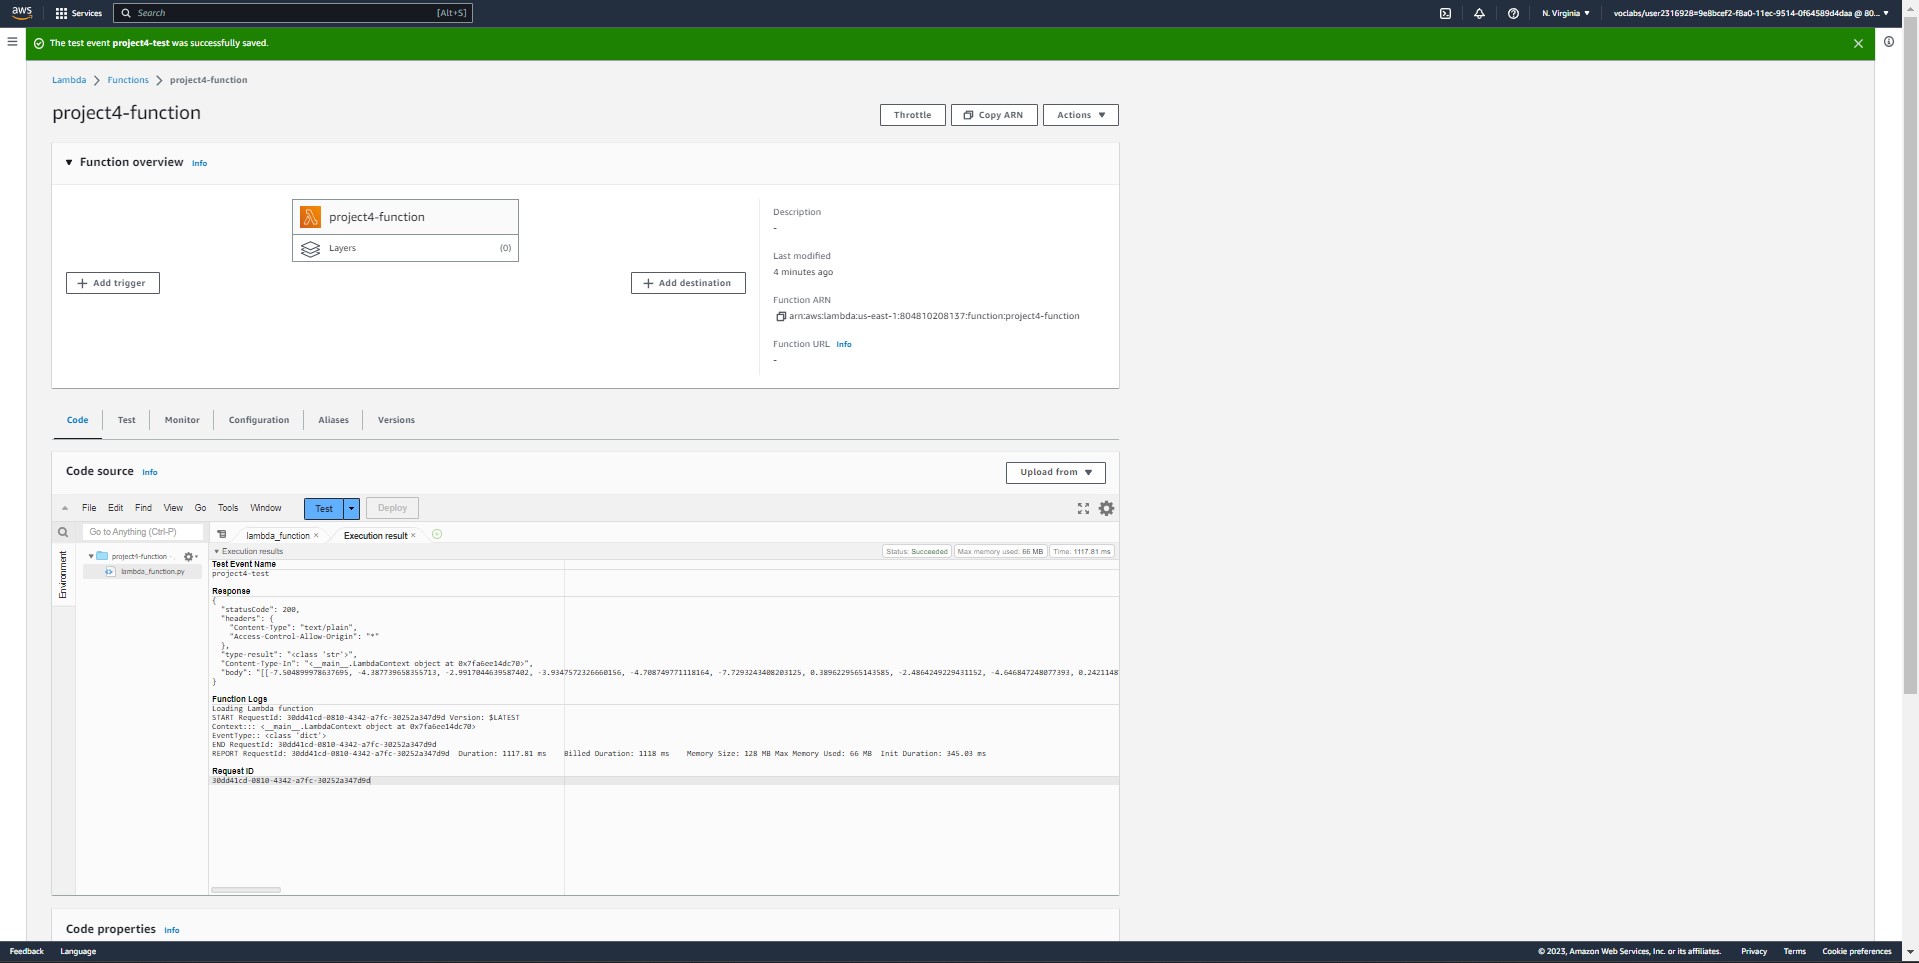 aws
Services
Search
[Alt+S]
N. Virginia
voclabs/user2316928=9e8bcef2-f8a0-11ec-9514-0f64589d4daa @ 80...
The test event project4-test was successfully saved.
Lambda
Functions
project4-function
project4-function
Throttle
Copy ARN
Actions
Function overview
Info
project4-function
Layers
(0)
Add trigger
Add destination
Description
-
Last modified
4 minutes ago
Function ARN
arn:aws:lambda:us-east-1:804810208137:function:project4-function
Function URL
Info
-
Code
Test
Monitor
Configuration
Aliases
Versions
Code source
Info
Upload from
File
Edit
Find
View
Go
Tools
Window
Test
Deploy
Go to Anything (Ctrl-P)
lambda_function
Execution result
Environment
project4-function -
lambda_function.py
Execution results
Status: Succeeded
Max memory used: 66 MB
Time: 1117.81 ms
Test Event Name
project4-test
Response
{
"statusCode": 200,
"headers": {
"Content-Type": "text/plain",
"Access-Control-Allow-Origin": "*"
},
"type-result": "<class 'str'>",
"Content-Type-In": "<__main__.LambdaContext object at 0x7fa6ee14dc70>",
"body": "[[-7.504899978637695, -4.387739658355713, -2.9917044639587402, -3.9347572326660156, -4.708749771118164, -7.7293243408203125, 0.3896229565143585, -2.4864249229431152, -4.646847248077393, 0.2421148
}
Function Logs
Loading Lambda function
START RequestId: 30dd41cd-0810-4342-a7fc-30252a347d9d Version: $LATEST
Context::: <__main__.LambdaContext object at 0x7fa6ee14dc70>
EventType:: <class 'dict'>
END RequestId: 30dd41cd-0810-4342-a7fc-30252a347d9d
REPORT RequestId: 30dd41cd-0810-4342-a7fc-30252a347d9d Duration: 1117.81 ms Billed Duration: 1118 ms Memory Size: 128 MB Max Memory Used: 66 MB Init Duration: 345.03 ms
Request ID
30dd41cd-0810-4342-a7fc-30252a347d9d
Code properties
Info
Feedback
Language
© 2023, Amazon Web Services, Inc. or its affiliates.
Privacy
Terms
Cookie preferences